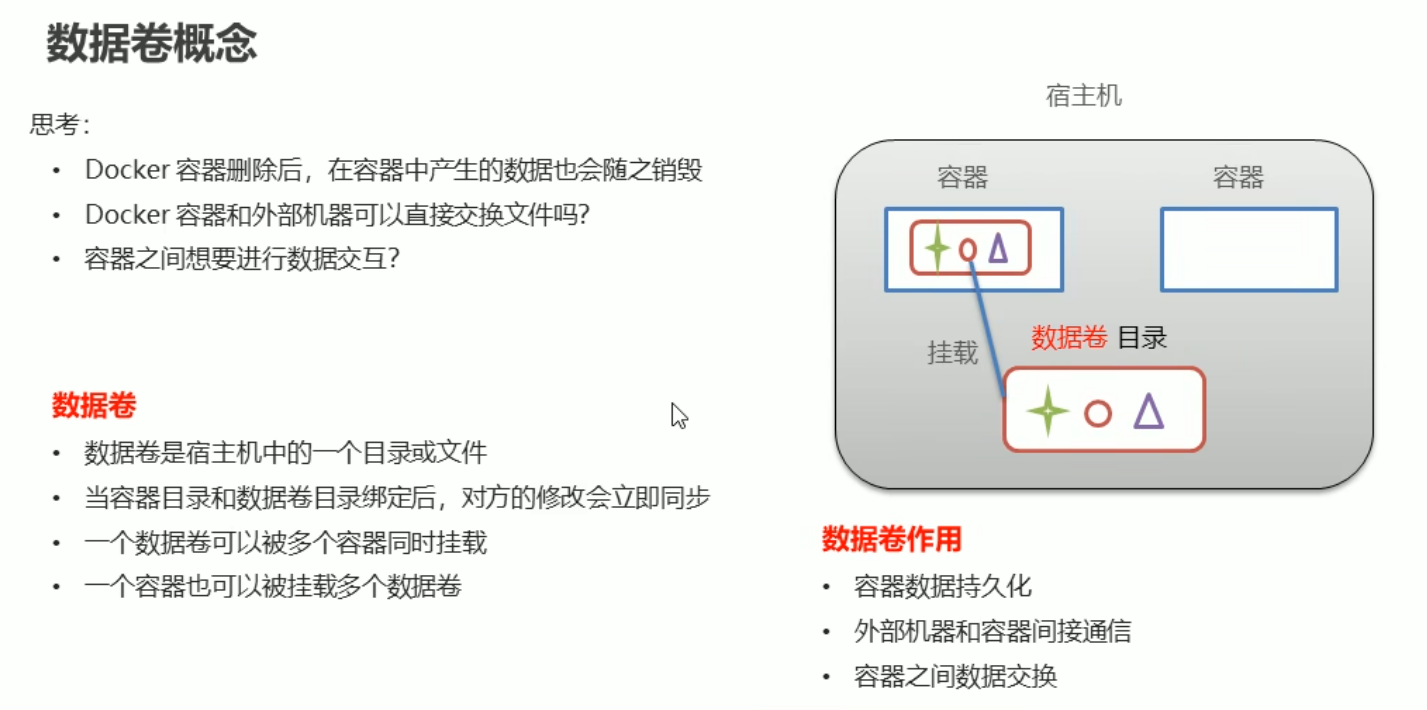 数据卷概念
思考：
• Docker 容器删除后，在容器中产生的数据也会随之销毁
• Docker 容器和外部机器可以直接交换文件吗？
• 容器之间想要进行数据交互？
数据卷
• 数据卷是宿主机中的一个目录或文件
• 当容器目录和数据卷目录绑定后，对方的修改会立即同步
• 一个数据卷可以被多个容器同时挂载
• 一个容器也可以被挂载多个数据卷
宿主机
容器 容器
数据卷 目录
挂载
数据卷作用
• 容器数据持久化
• 外部机器和容器间接通信
• 容器之间数据交换